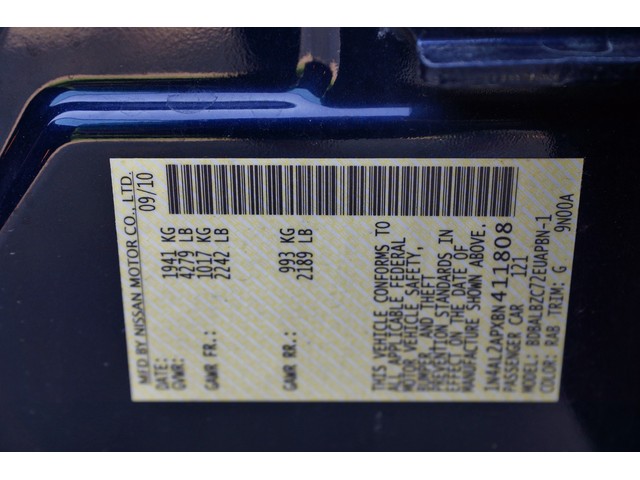 MFD BY NISSAN MOTOR CO., LTD.
DATE: 09/10
GVWR: 1941 KG
4279 LB
GAWR FR.: 1017 KG
2242 LB
GAWR RR.: 993 KG
2189 LB
THIS VEHICLE CONFORMS TO
ALL APPLICABLE FEDERAL
MOTOR VEHICLE SAFETY,
BUMPER, AND THEFT
PREVENTION STANDARDS IN
EFFECT ON THE DATE OF
MANUFACTURE SHOWN ABOVE.
1N4AL2APXBN411808
PASSENGER CAR 121
MODEL: BDBALBZC72EUAPBN-1
COLOR: RAB TRIM: G 9N00A